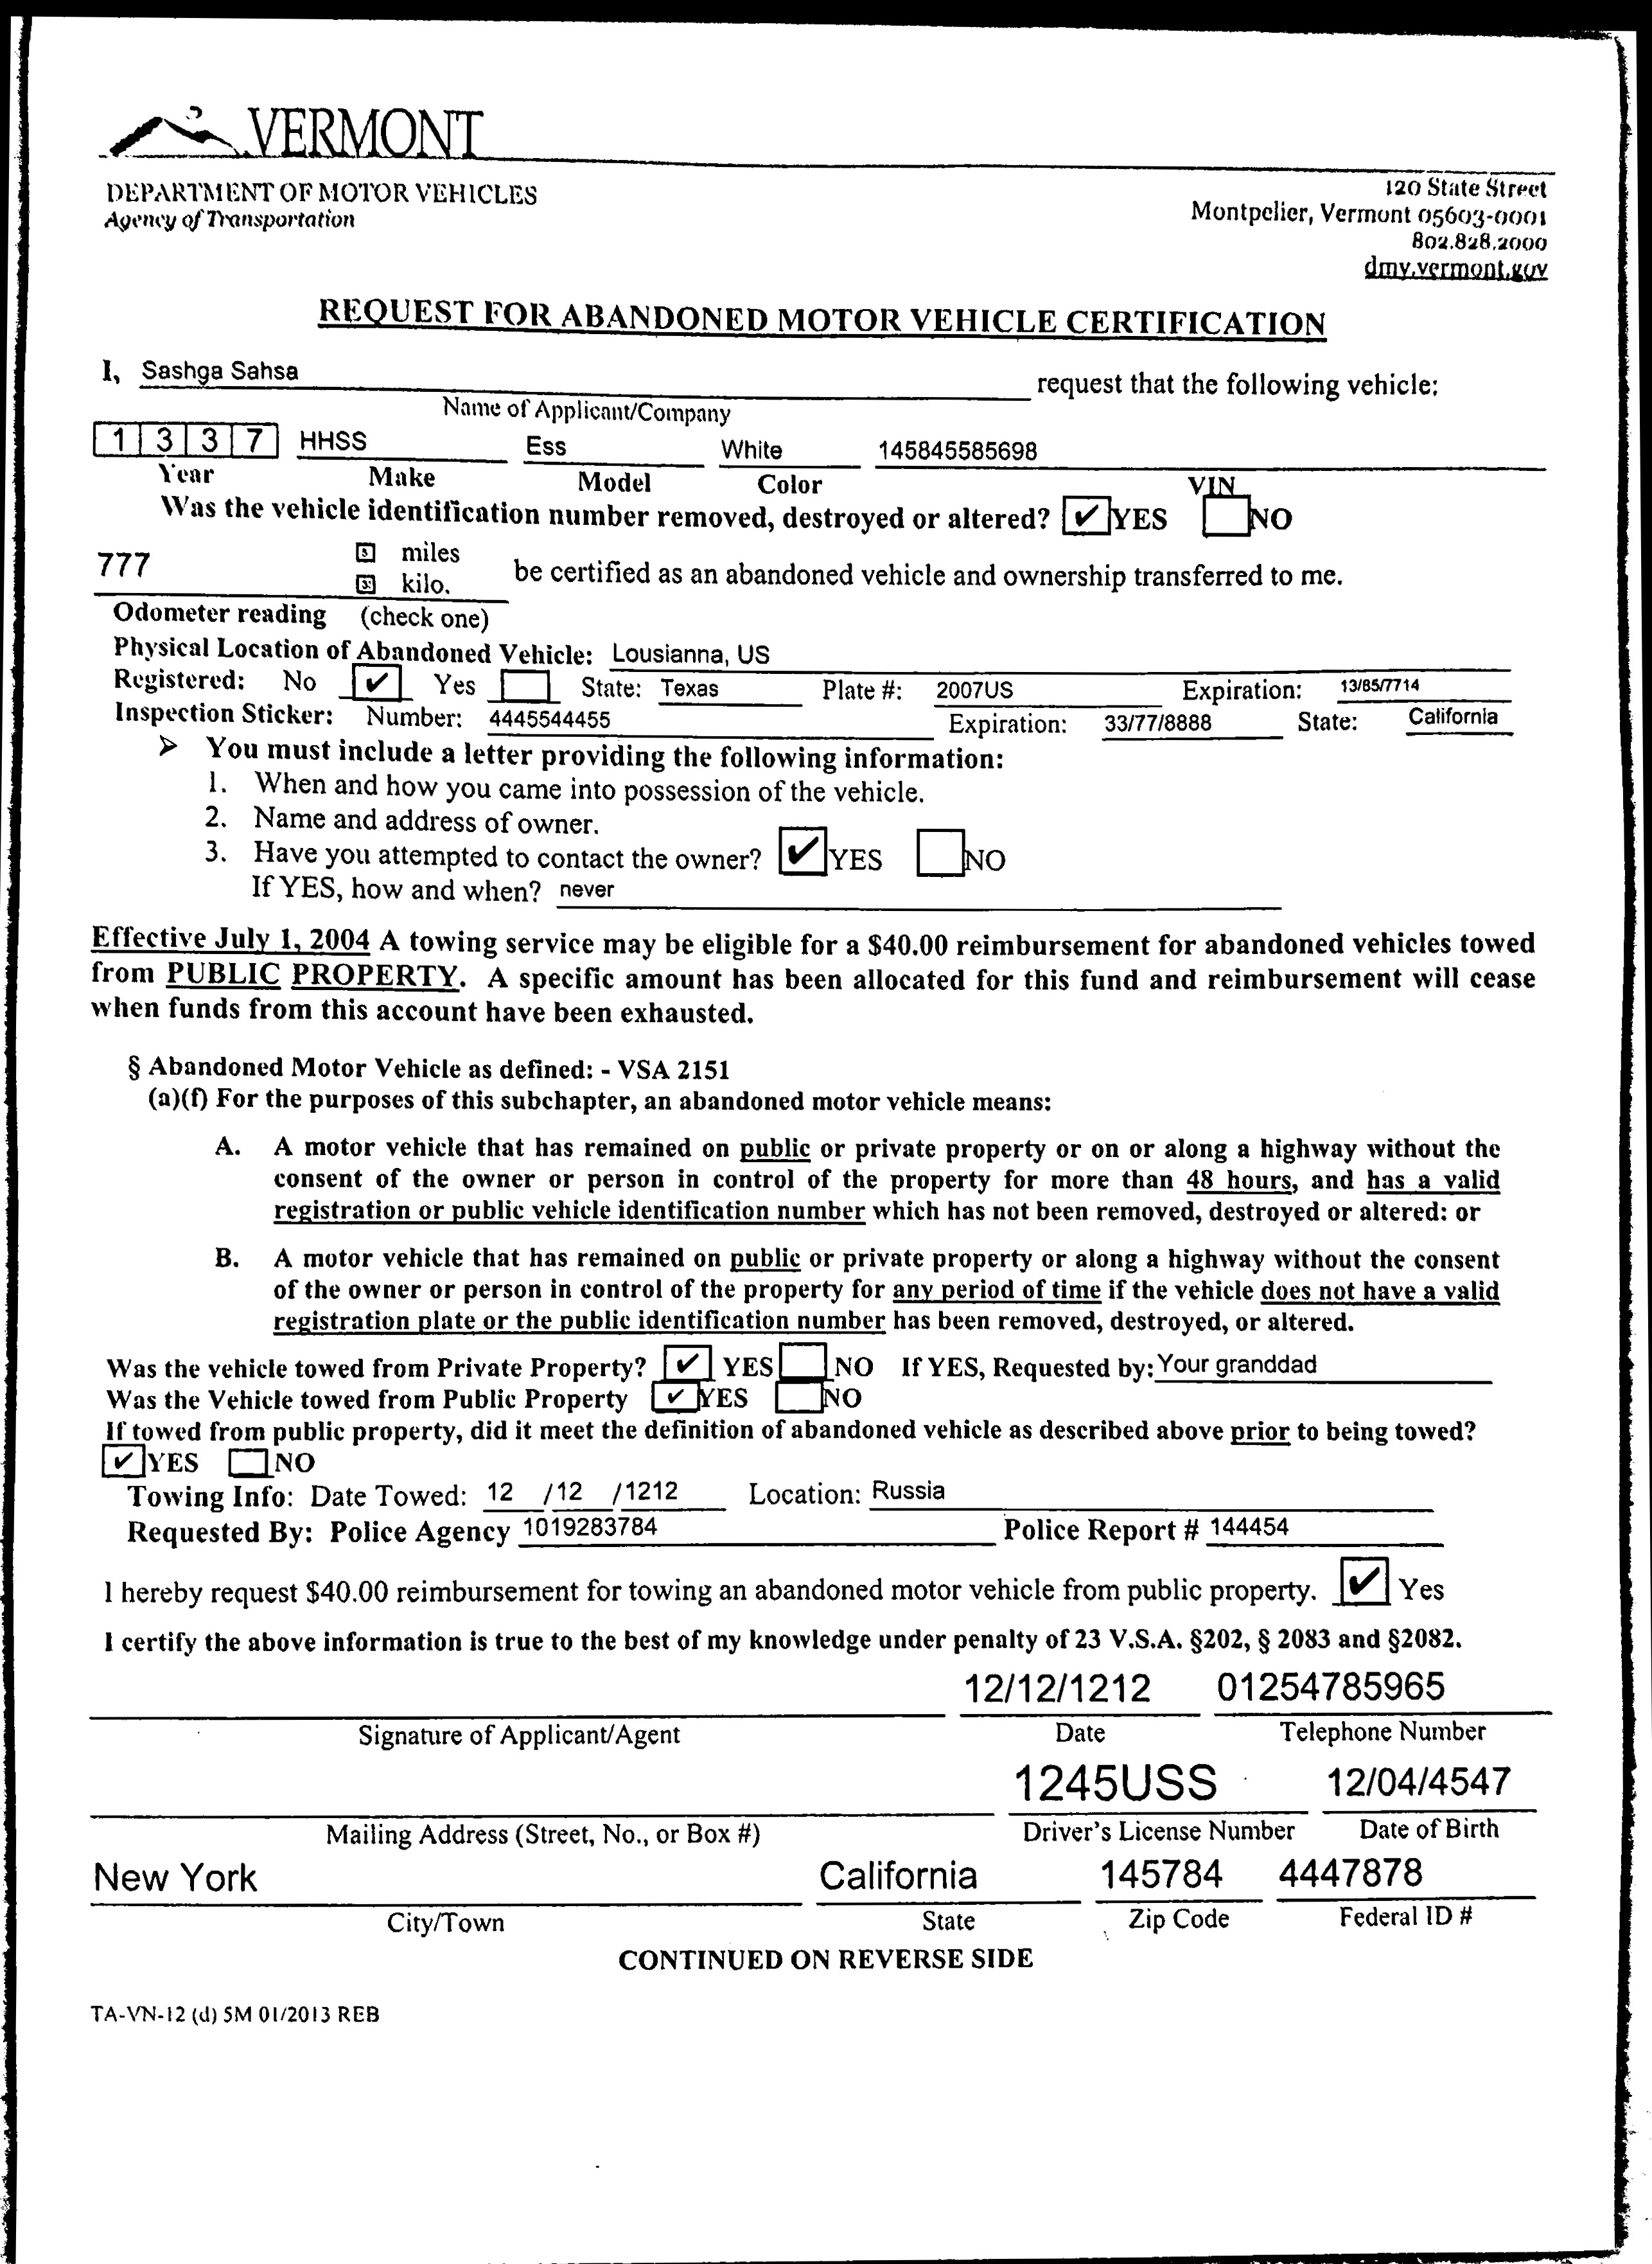 VERMONT
DEPARTMENT OF MOTOR VEHICLES
Agency of Transportation
120 State Street
Montpelier, Vermont 05603-0001
802.828.2000
dmv.vermont.gov
REQUEST FOR ABANDONED MOTOR VEHICLE CERTIFICATION
I, Sashga Sahsa request that the following vehicle:
Name of Applicant/Company
1 3 3 7 HHSS Ess White 145845585698
Year Make Model Color VIN
Was the vehicle identification number removed, destroyed or altered? ✔ YES NO
777 miles
kilo. be certified as an abandoned vehicle and ownership transferred to me.
Odometer reading (check one)
Physical Location of Abandoned Vehicle: Lousianna, US
Registered: No ✔ Yes State: Texas Plate #: 2007US Expiration: 13/85/7714
Inspection Sticker: Number: 4445544455 Expiration: 33/77/8888 State: California
➢ You must include a letter providing the following information:
1. When and how you came into possession of the vehicle.
2. Name and address of owner.
3. Have you attempted to contact the owner? ✔ YES NO
If YES, how and when? never
Effective July 1, 2004 A towing service may be eligible for a $40.00 reimbursement for abandoned vehicles towed
from PUBLIC PROPERTY. A specific amount has been allocated for this fund and reimbursement will cease
when funds from this account have been exhausted.
§ Abandoned Motor Vehicle as defined: - VSA 2151
(a)(f) For the purposes of this subchapter, an abandoned motor vehicle means:
A. A motor vehicle that has remained on public or private property or on or along a highway without the
consent of the owner or person in control of the property for more than 48 hours, and has a valid
registration or public vehicle identification number which has not been removed, destroyed or altered: or
B. A motor vehicle that has remained on public or private property or along a highway without the consent
of the owner or person in control of the property for any period of time if the vehicle does not have a valid
registration plate or the public identification number has been removed, destroyed, or altered.
Was the vehicle towed from Private Property? ✔ YES NO If YES, Requested by: Your granddad
Was the Vehicle towed from Public Property ✔ YES NO
If towed from public property, did it meet the definition of abandoned vehicle as described above prior to being towed?
✔ YES NO
Towing Info: Date Towed: 12 /12 /1212 Location: Russia
Requested By: Police Agency 1019283784 Police Report # 144454
I hereby request $40.00 reimbursement for towing an abandoned motor vehicle from public property. ✔ Yes
I certify the above information is true to the best of my knowledge under penalty of 23 V.S.A. §202, § 2083 and §2082.
12/12/1212 01254785965
Signature of Applicant/Agent Date Telephone Number
1245USS 12/04/4547
Mailing Address (Street, No., or Box #) Driver's License Number Date of Birth
New York California 145784 4447878
City/Town State Zip Code Federal ID #
CONTINUED ON REVERSE SIDE
TA-VN-12 (d) 5M 01/2013 REB